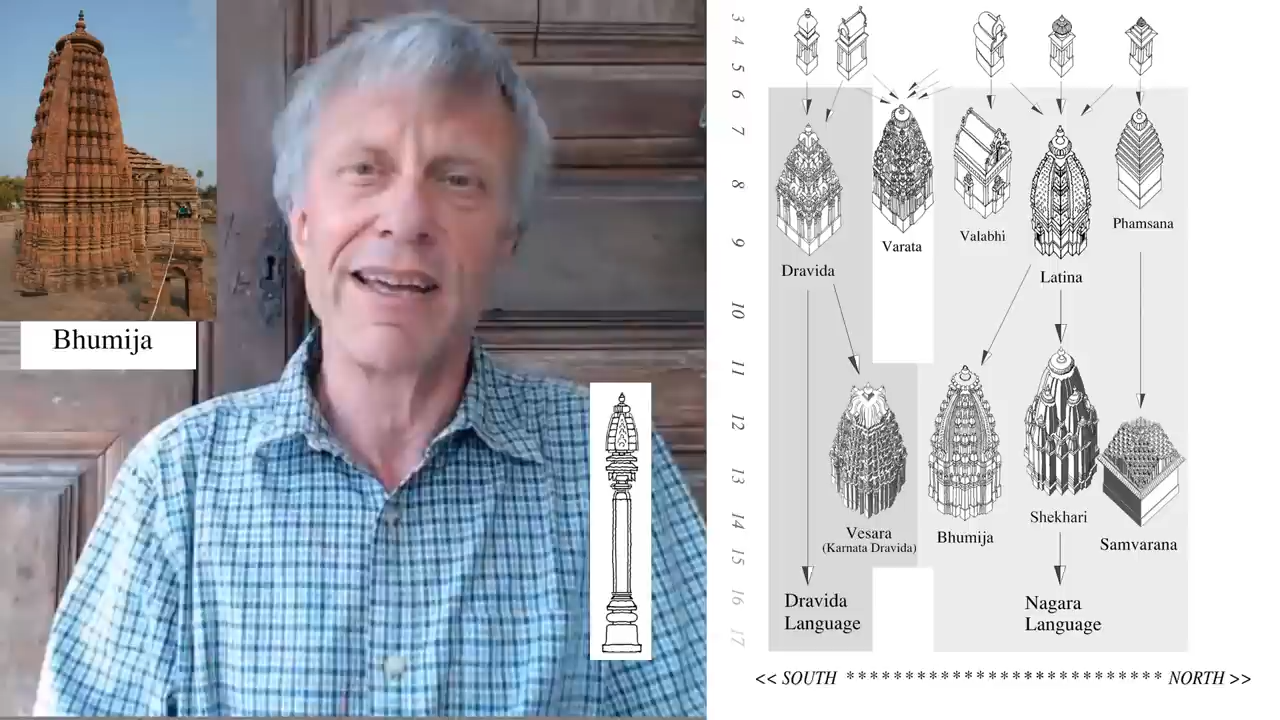 Bhumija
3
4
5
6
7
8
9
10
11
12
13
14
15
16
17
Dravida
Varata
Valabhi
Latina
Phamsana
Vesara
(Karnata Dravida)
Bhumija
Shekhari
Samvarana
Dravida
Language
Nagara
Language
<< SOUTH *************************** NORTH >>